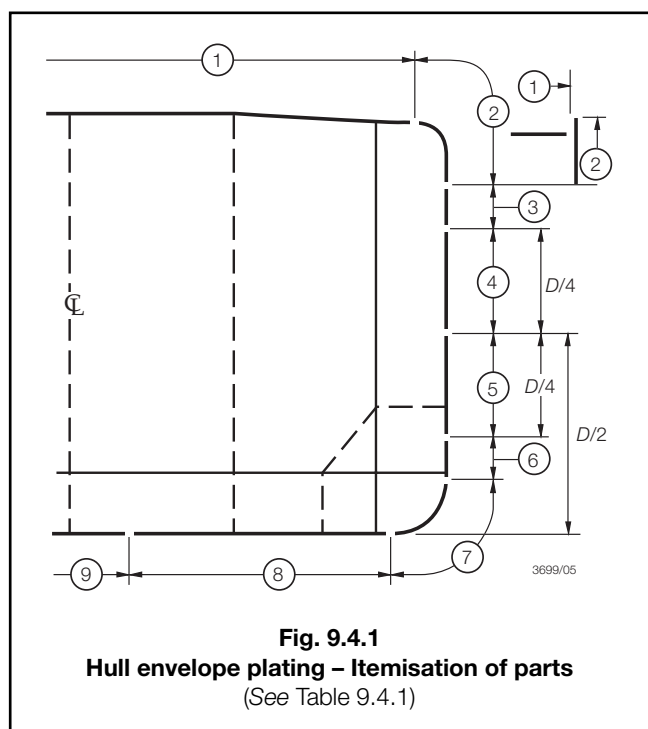 1
1
2
2
3
4
D/4
℄
5
D/4
D/2
6
7
9
8
3699/05
Fig. 9.4.1
Hull envelope plating – Itemisation of parts
(See Table 9.4.1)